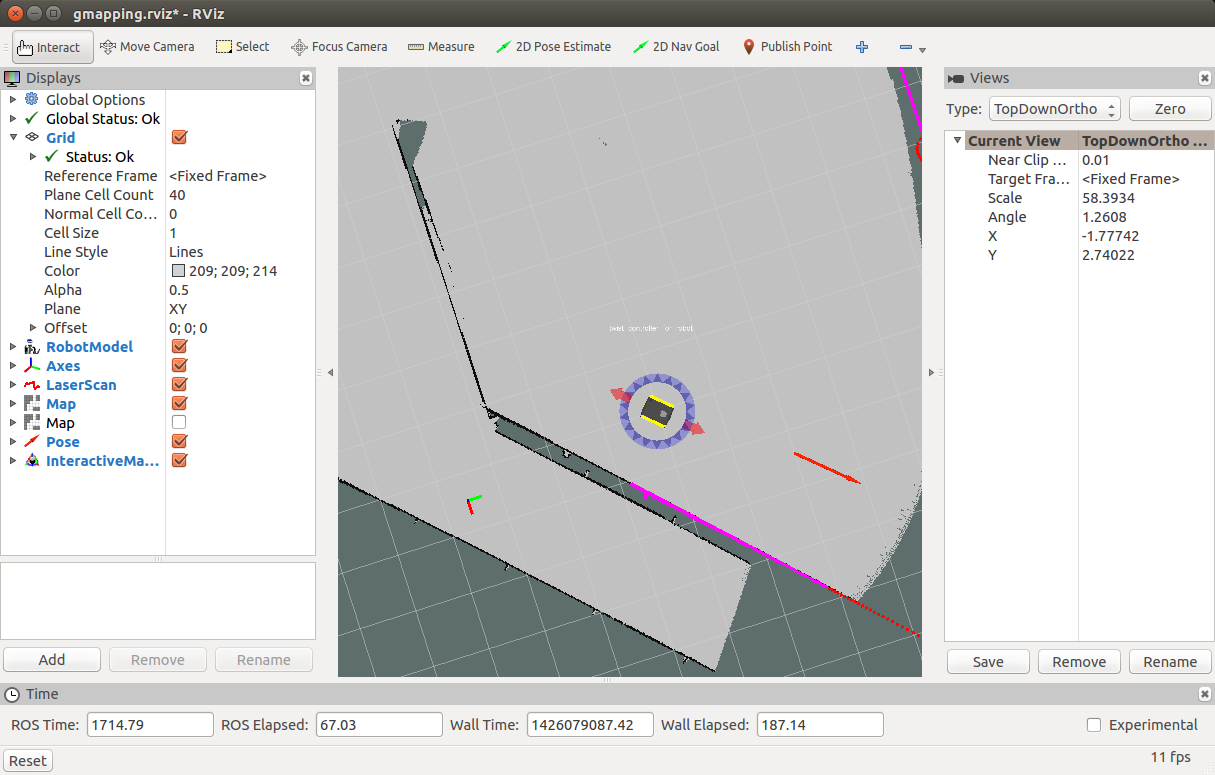 gmapping.rviz* - RViz
Interact Move Camera Select Focus Camera Measure 2D Pose Estimate 2D Nav Goal Publish Point
Displays
Global Options
Global Status: Ok
Grid
Status: Ok
Reference Frame <Fixed Frame>
Plane Cell Count 40
Normal Cell Co... 0
Cell Size 1
Line Style Lines
Color 209; 209; 214
Alpha 0.5
Plane XY
Offset 0; 0; 0
RobotModel
Axes
LaserScan
Map
Map
Pose
InteractiveMa...
Add Remove Rename
twist controller for robot
Views
Type: TopDownOrtho Zero
Current View TopDownOrtho ...
Near Clip ... 0.01
Target Fra... <Fixed Frame>
Scale 58.3934
Angle 1.2608
X -1.77742
Y 2.74022
Save Remove Rename
Time
ROS Time: 1714.79 ROS Elapsed: 67.03 Wall Time: 1426079087.42 Wall Elapsed: 187.14 Experimental
Reset 11 fps